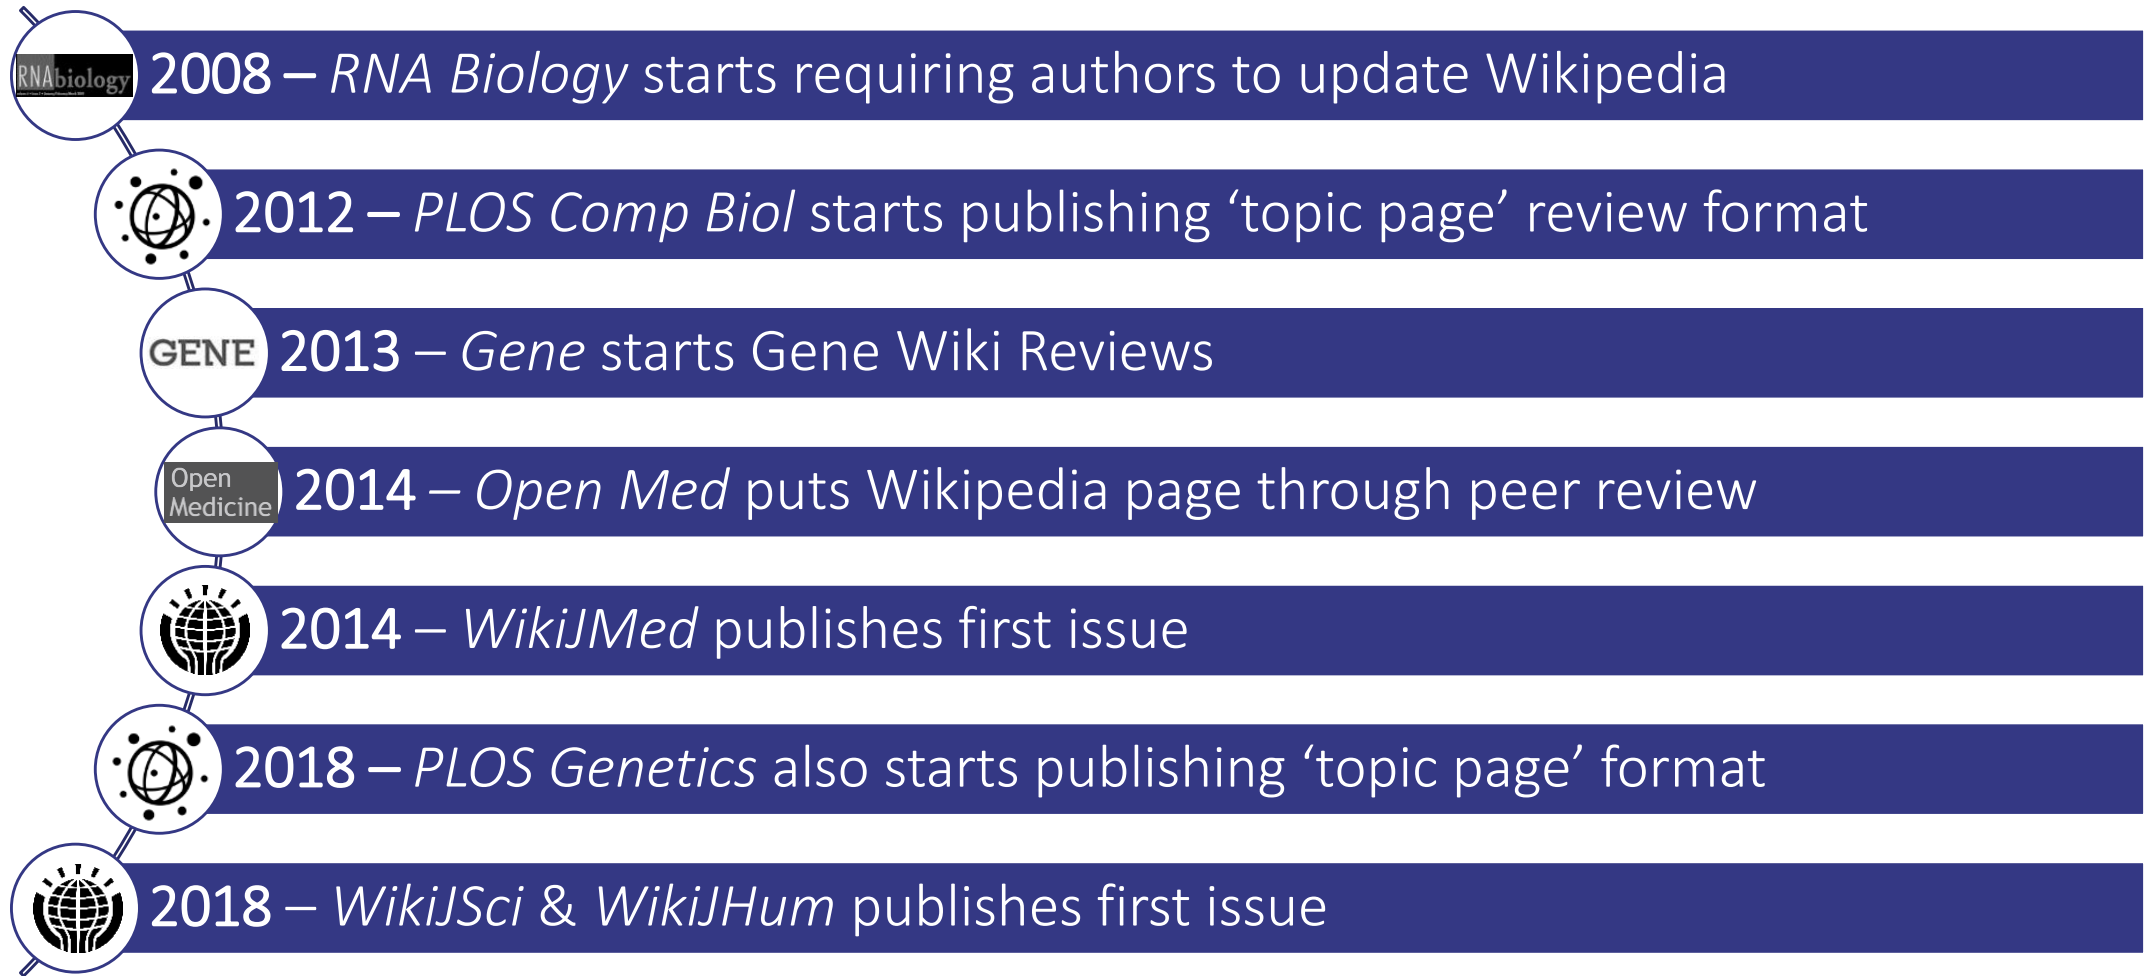 RNAbiology
2008 – RNA Biology starts requiring authors to update Wikipedia
2012 – PLOS Comp Biol starts publishing ‘topic page’ review format
GENE
2013 – Gene starts Gene Wiki Reviews
Open
Medicine
2014 – Open Med puts Wikipedia page through peer review
2014 – WikiJMed publishes first issue
2018 – PLOS Genetics also starts publishing ‘topic page’ format
2018 – WikiJSci & WikiJHum publishes first issue